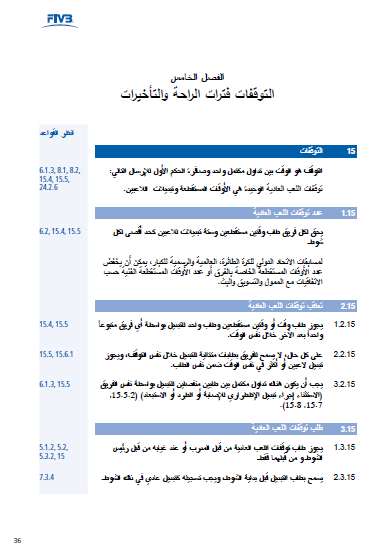 FIVB
الفصل الخامس
التوقفات فترات الراحة والتأخيرات
انظر القواعد
15 التوقفات
6.1.3, 8.1, 8.2, التوقف هو الوقت بين تداول مكتمل واحد وصافرة الحكم الأول للإرسال التالي.
15.4, 15.5, توقفات اللعب العادية الوحيدة هي الأوقات المستقطعة وتبديلات اللاعبين.
24.2.6
1.15 عدد توقفات اللعب العادية
6.2, 15.4, 15.5 يحق لكل فريق طلب وقتين مستقطعين وستة تبديلات للاعبين كحد أقصى لكل
شوط.
لمسابقات الاتحاد الدولي للكرة الطائرة، العالمية والرسمية للكبار، يمكن أن يخفض
عدد الأوقات المستقطعة الخاصة بالفرق أو عدد الأوقات المستقطعة الفنية حسب
الاتفاقيات مع الممول والتسويق والبث.
2.15 تعاقب توقفات اللعب العادية
15.4, 15.5 1.2.15 يجوز طلب وقت أو وقتين مستقطعين وطلب واحد للتبديل بواسطة أي فريق متبوعا
واحدا بعد الآخر خلال نفس الوقت.
15.5, 15.6.1 2.2.15 على كل حال، لا يسمح للفريق بطلبات متتالية للتبديل خلال نفس التوقف، ويجوز
تبديل لاعبين أو أكثر في نفس الوقت ضمن نفس الطلب.
6.1.3, 15.5 3.2.15 يجب أن يكون هناك تداول مكتمل بين طلبين منفصلين للتبديل بواسطة نفس الفريق
(الاستثناء إجراء تبديل اضطراري للإصابة أو الطرد أو الاستبعاد) (2-5-15،
7-15، 8-15).
3.15 طلب توقفات اللعب العادية
5.1.2, 5.2, 1.3.15 يجوز طلب توقفات اللعب العادية من قبل المدرب أو عند غيابه من قبل رئيس
5.3.2, 15 الشوط و من قبلهما فقط.
7.3.4 2.3.15 يسمح بطلب التبديل قبل بداية الشوط، ويجب تسجيله كتبديل عادي في ذلك الشوط.
36